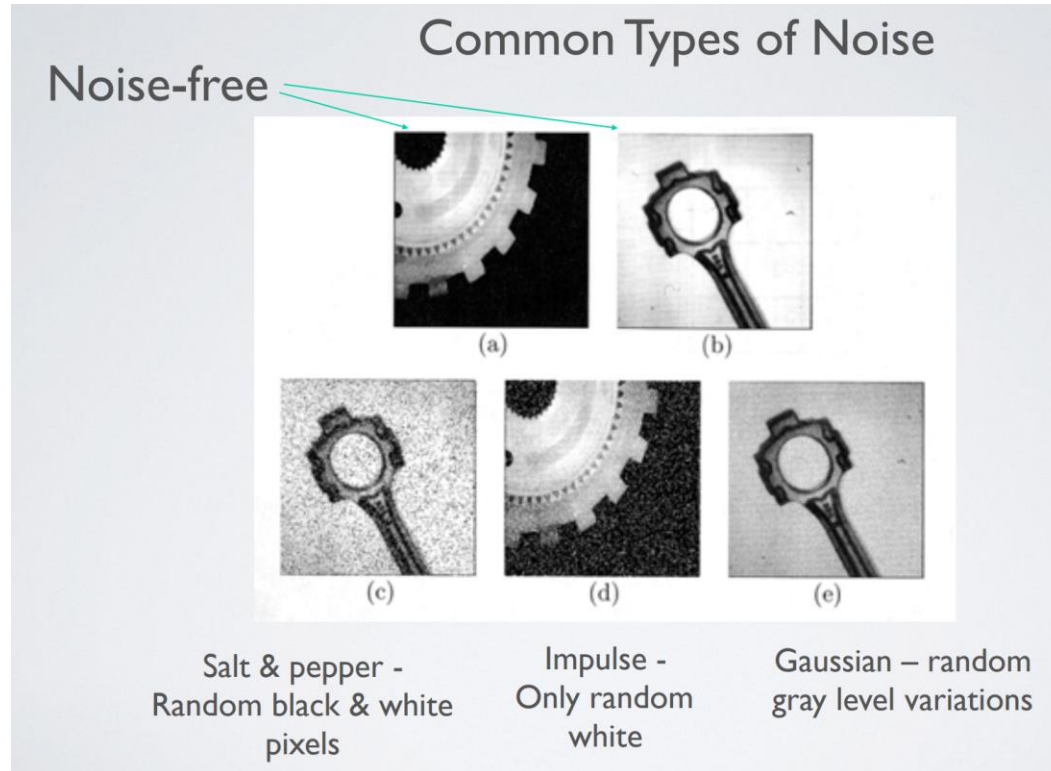 Common Types of Noise
Noise-free
(a)
(b)
(c)
(d)
(e)
Salt & pepper -
Random black & white
pixels
Impulse -
Only random
white
Gaussian – random
gray level variations